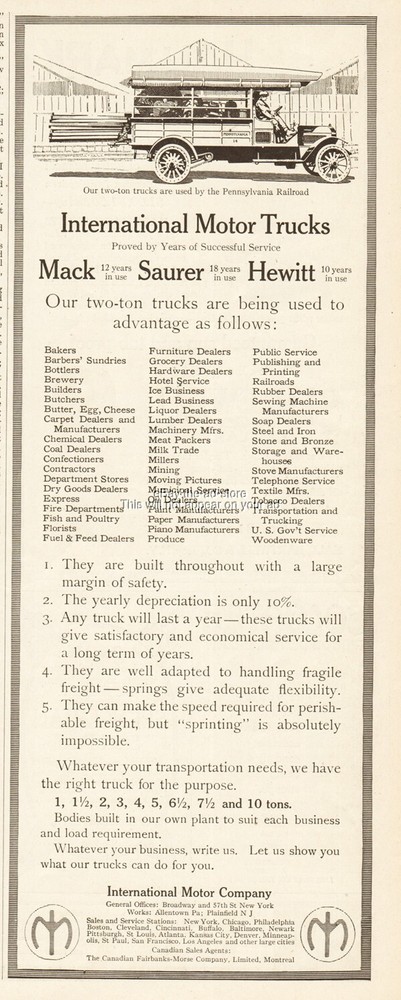 PENNSYLVANIA
Our two-ton trucks are used by the Pennsylvania Railroad
International Motor Trucks
Proved by Years of Successful Service
Mack 12 years in use Saurer 18 years in use Hewitt 10 years in use
Our two-ton trucks are being used to
advantage as follows:
Bakers
Barbers' Sundries
Bottlers
Brewery
Builders
Butchers
Butter, Egg, Cheese
Carpet Dealers and
Manufacturers
Chemical Dealers
Coal Dealers
Confectioners
Contractors
Department Stores
Dry Goods Dealers
Express
Fire Departments
Fish and Poultry
Florists
Fuel & Feed Dealers
Furniture Dealers
Grocery Dealers
Hardware Dealers
Hotel Service
Ice Business
Lead Business
Liquor Dealers
Lumber Dealers
Machinery Mfrs.
Meat Packers
Milk Trade
Millers
Mining
Moving Pictures
Municipal Service
Oil Dealers
Paint Manufacturers
Paper Manufacturers
Piano Manufacturers
Produce
Public Service
Publishing and
Printing
Railroads
Rubber Dealers
Sewing Machine
Manufacturers
Soap Dealers
Steel and Iron
Stone and Bronze
Storage and Ware-
houses
Stove Manufacturers
Telephone Service
Textile Mfrs.
Tobacco Dealers
Transportation and
Trucking
U. S. Gov't Service
Woodenware
This will not appear on your ad
1. They are built throughout with a large
margin of safety.
2. The yearly depreciation is only 10%.
3. Any truck will last a year—these trucks will
give satisfactory and economical service for
a long term of years.
4. They are well adapted to handling fragile
freight—springs give adequate flexibility.
5. They can make the speed required for perish-
able freight, but "sprinting" is absolutely
impossible.
Whatever your transportation needs, we have
the right truck for the purpose.
1, 1½, 2, 3, 4, 5, 6½, 7½ and 10 tons.
Bodies built in our own plant to suit each business
and load requirement.
Whatever your business, write us. Let us show you
what our trucks can do for you.
International Motor Company
General Offices: Broadway and 57th St New York
Works: Allentown Pa; Plainfield N J
Sales and Service Stations: New York, Chicago, Philadelphia
Boston, Cleveland, Cincinnati, Buffalo, Baltimore, Newark
Pittsburgh, St Louis, Atlanta, Kansas City, Denver, Minneap-
olis, St Paul, San Francisco, Los Angeles and other large cities
Canadian Sales Agents:
The Canadian Fairbanks-Morse Company, Limited, Montreal